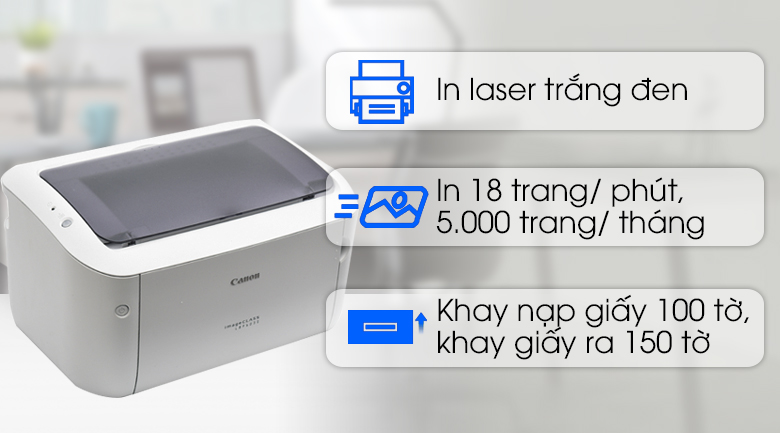 In laser trắng đen
In 18 trang/ phút,
5.000 trang/ tháng
Canon
imageCLASS
Khay nạp giấy 100 tờ,
khay giấy ra 150 tờ